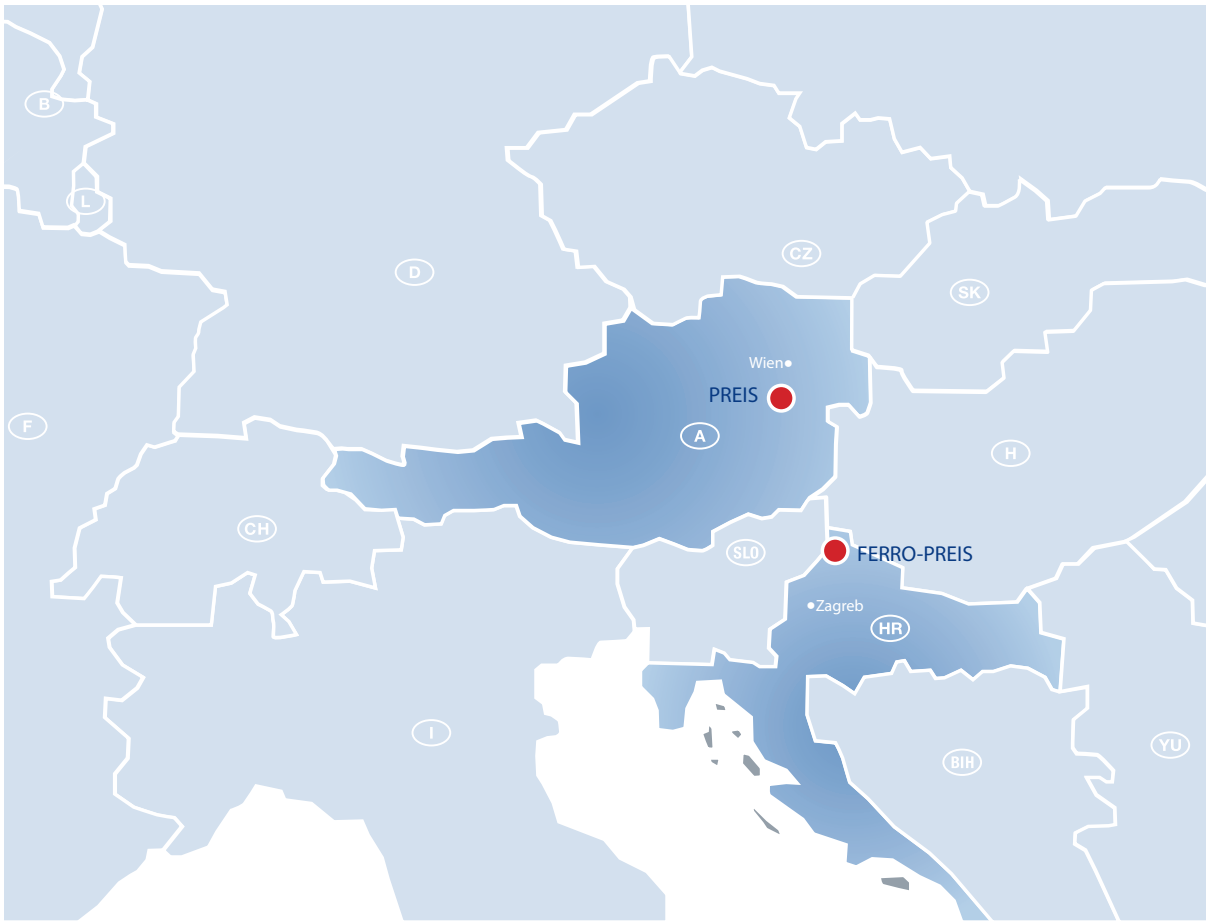 B
L
D
CZ
SK
Wien
PREIS
F
A
H
CH
SLO
FERRO-PREIS
Zagreb
HR
I
BIH
YU